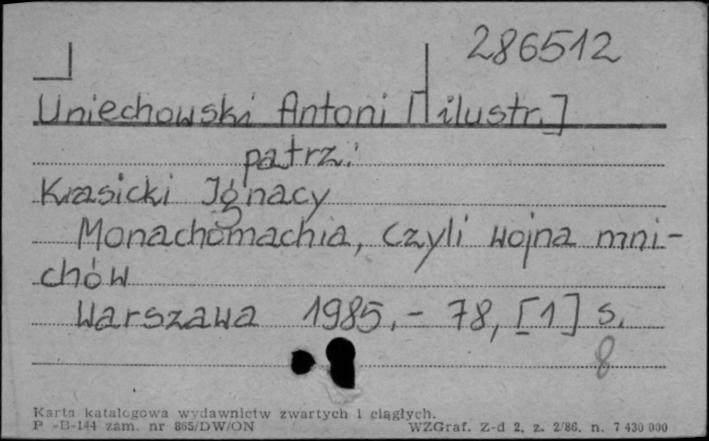 286512
Uniechowski Antoni [ilustr.]
patrz:
Krasicki Ignacy
Monachomachia, czyli wojna mni-
chów
Warszawa 1985.- 78, [1] s.
8
Karta katalogowa wydawnictw zwartych i ciągłych.
P -B-144 zam. nr 865/DW/ON WZGraf. Z-d 2, z. 2/86. n. 7 430 000